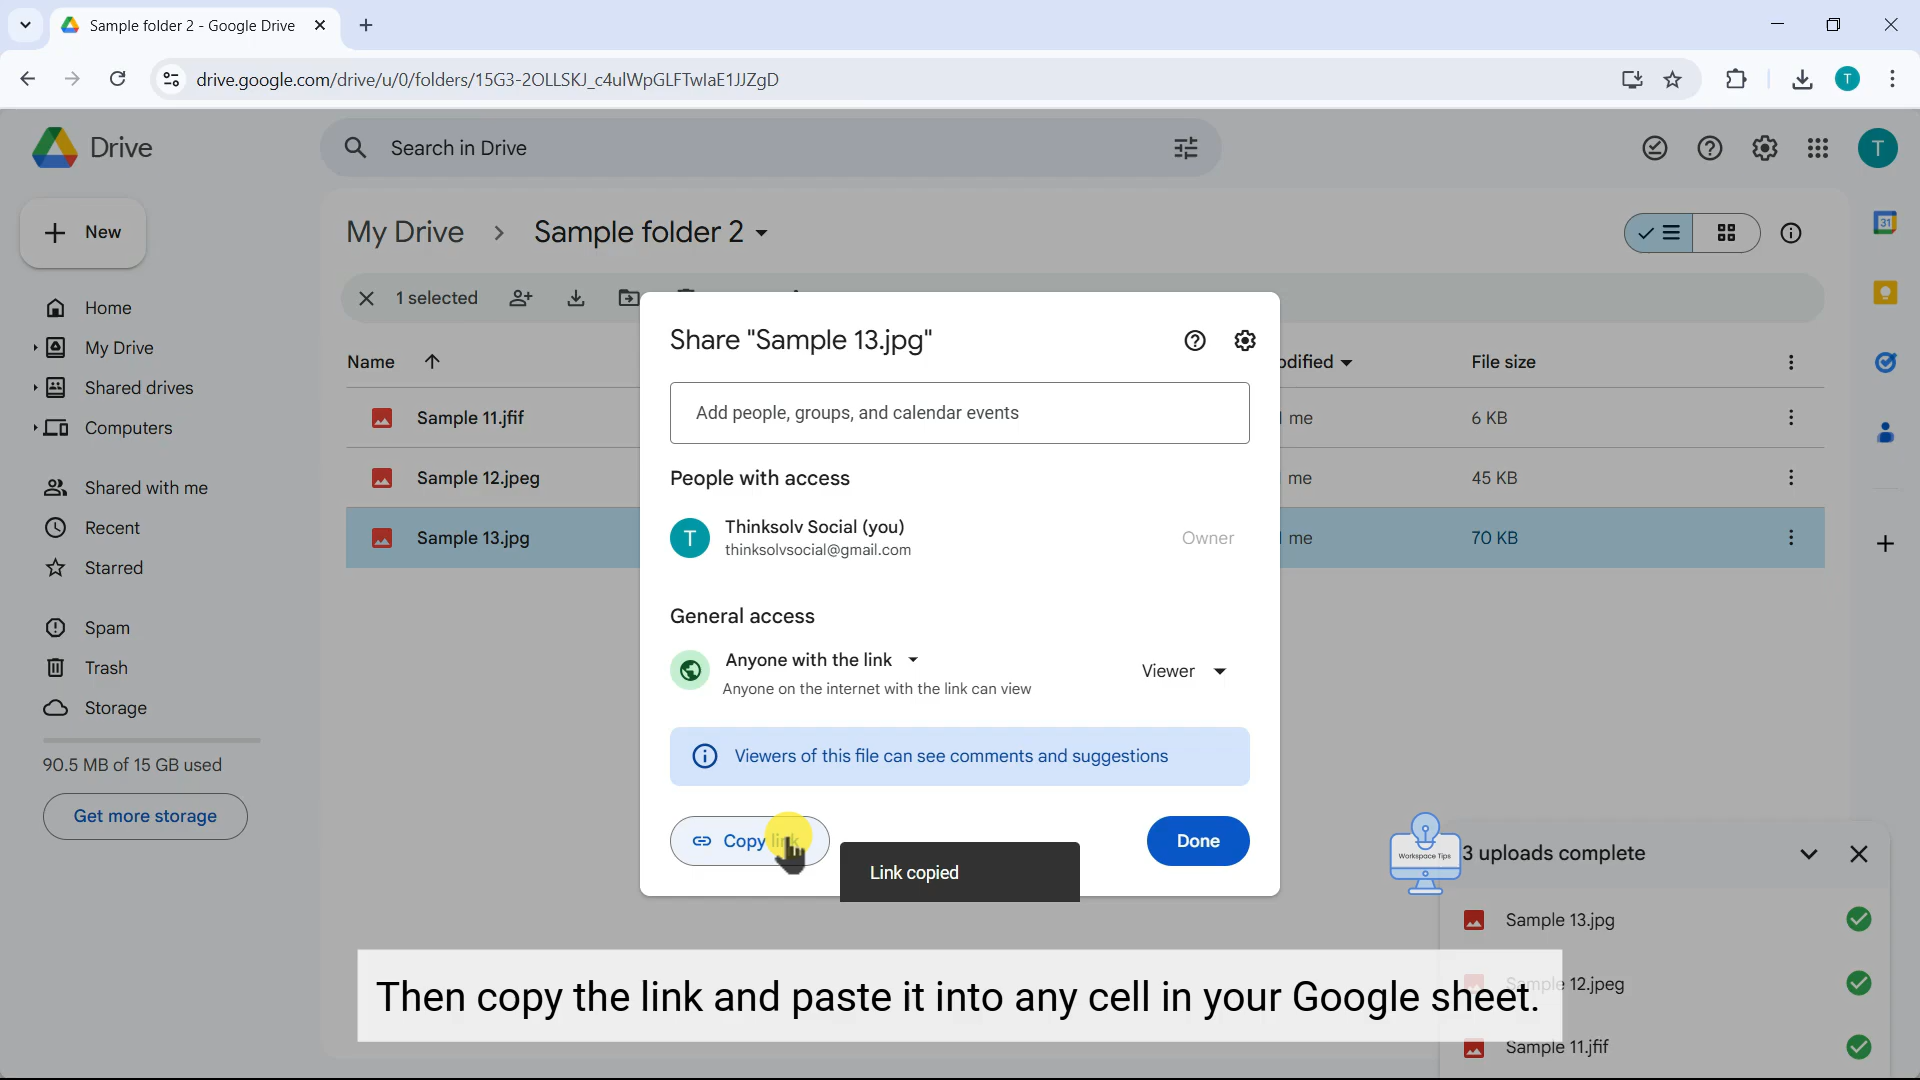 Sample folder 2 - Google Drive
drive.google.com/drive/u/0/folders/15G3-2OLLSKJ_c4ulWpGLFTwlaE1JJZgD
T
Drive
Search in Drive
T
New
My Drive
Sample folder 2
31
1 selected
Home
My Drive
Shared drives
Computers
Shared with me
Recent
Starred
Spam
Trash
Storage
90.5 MB of 15 GB used
Get more storage
Name
File size
Sample 11.jfif
me
6 KB
Sample 12.jpeg
me
45 KB
Sample 13.jpg
me
70 KB
Share "Sample 13.jpg"
Add people, groups, and calendar events
People with access
T
Thinksolv Social (you)
thinksolvsocial@gmail.com
Owner
General access
Anyone with the link
Anyone on the internet with the link can view
Viewer
Viewers of this file can see comments and suggestions
Copy link
Done
Link copied
Workspace Tips
3 uploads complete
Sample 13.jpg
Sample 12.jpeg
Sample 11.jfif
Then copy the link and paste it into any cell in your Google sheet.